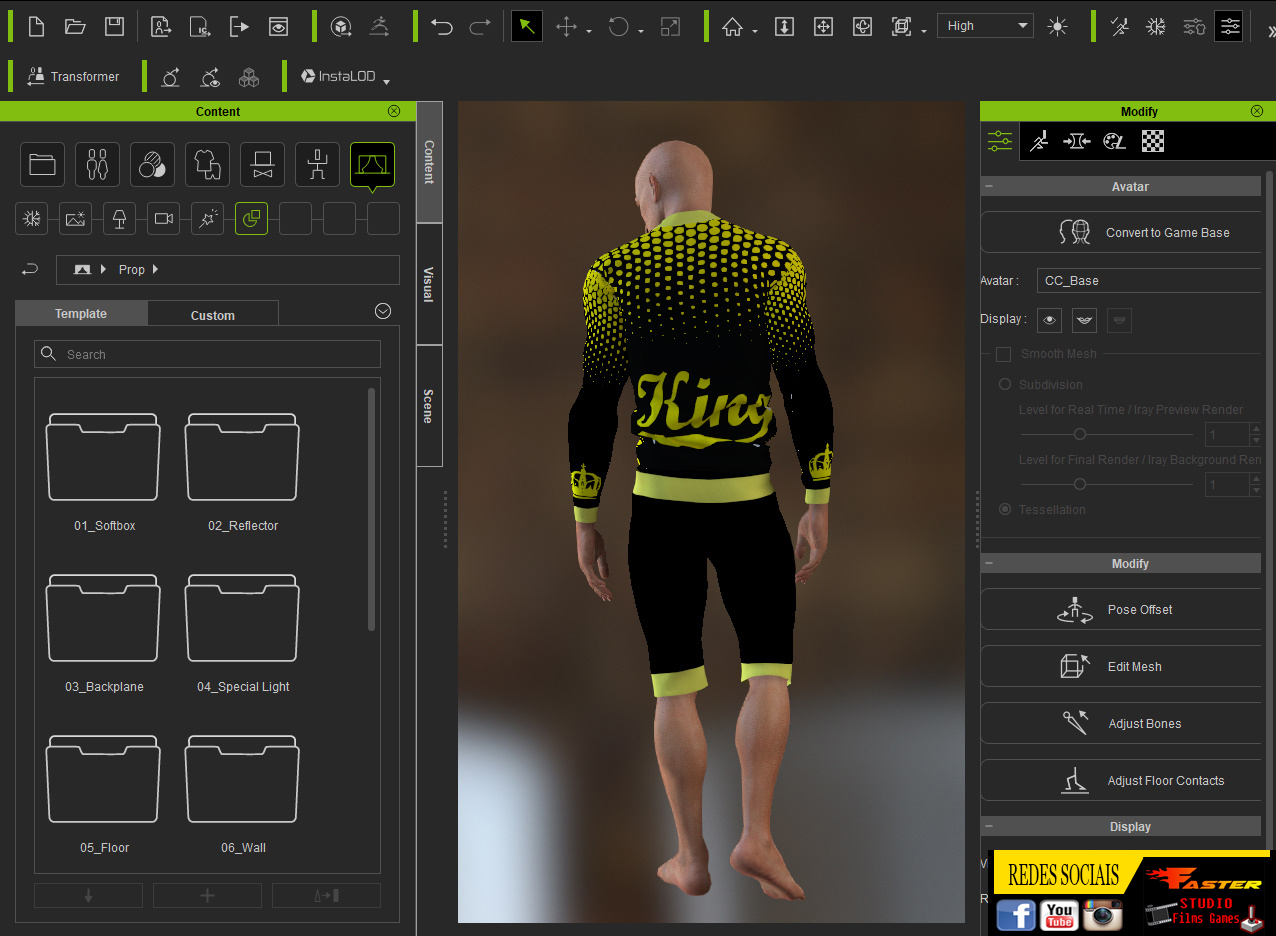 High
Transformer
InstaLOD
Content
Modify
Content
Visual
Scene
Prop
Template
Custom
Search
01_Softbox
02_Reflector
03_Backplane
04_Special Light
05_Floor
06_Wall
King
Avatar
Convert to Game Base
Avatar :
CC_Base
Display :
Smooth Mesh
Subdivision
Level for Real Time / Iray Preview Render
1
Level for Final Render / Iray Background Ren
1
Tessellation
Modify
Pose Offset
Edit Mesh
Adjust Bones
Adjust Floor Contacts
Display
V
R
REDES SOCIAIS
You
Tube
FASTER
STUDIO
Films Games